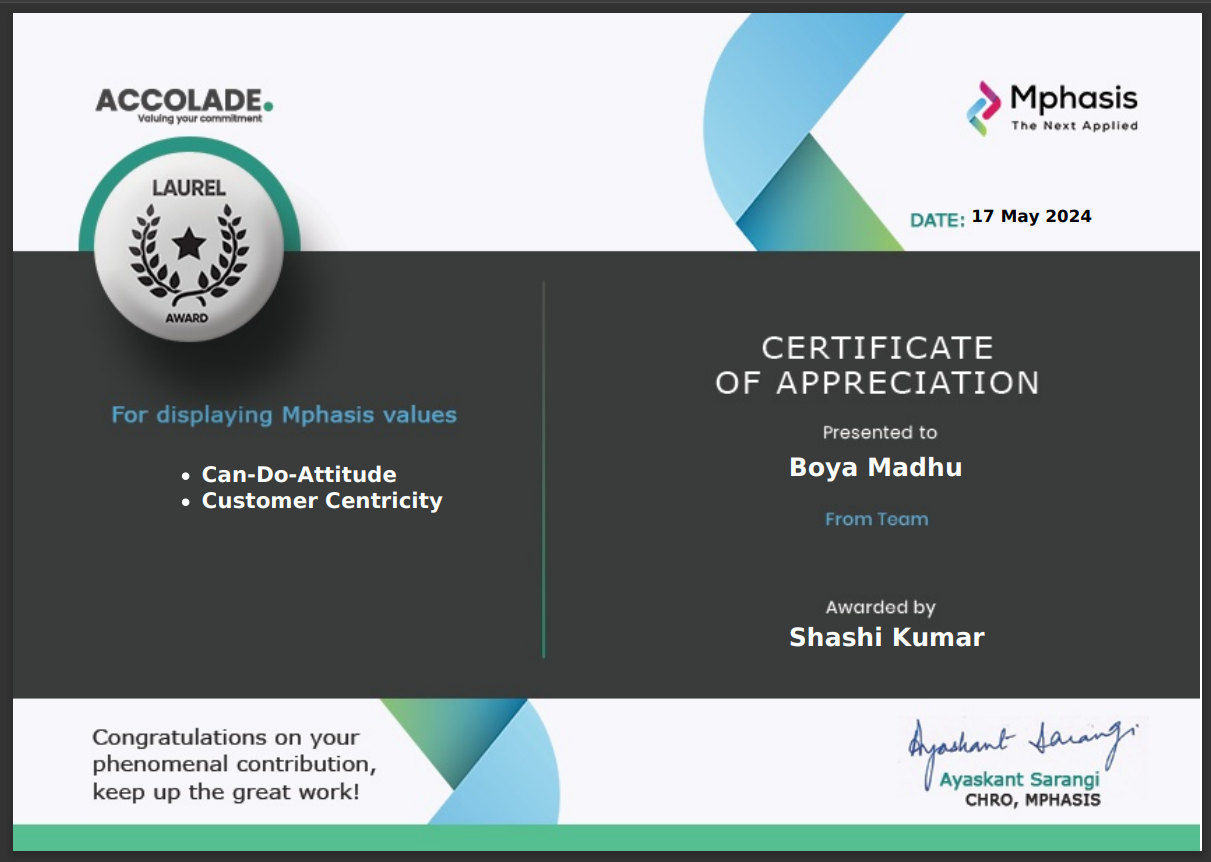 ACCOLADE.
Valuing your commitment
Mphasis
The Next Applied
LAUREL
AWARD
DATE: 17 May 2024
For displaying Mphasis values
• Can-Do-Attitude
• Customer Centricity
CERTIFICATE
OF APPRECIATION
Presented to
Boya Madhu
From Team
Awarded by
Shashi Kumar
Congratulations on your
phenomenal contribution,
keep up the great work!
Ayaskant Sarangi
Ayaskant Sarangi
CHRO, MPHASIS